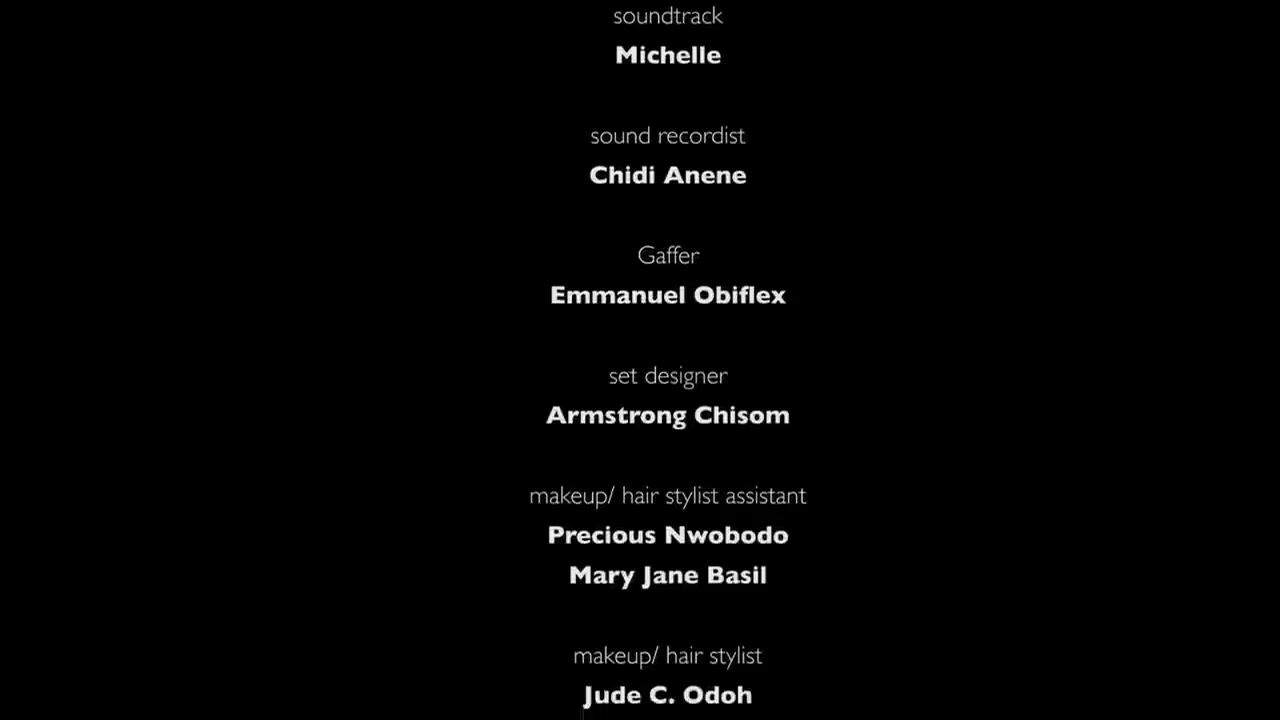 soundtrack
Michelle
sound recordist
Chidi Anene
Gaffer
Emmanuel Obiflex
set designer
Armstrong Chisom
makeup/ hair stylist assistant
Precious Nwobodo
Mary Jane Basil
makeup/ hair stylist
Jude C. Odoh